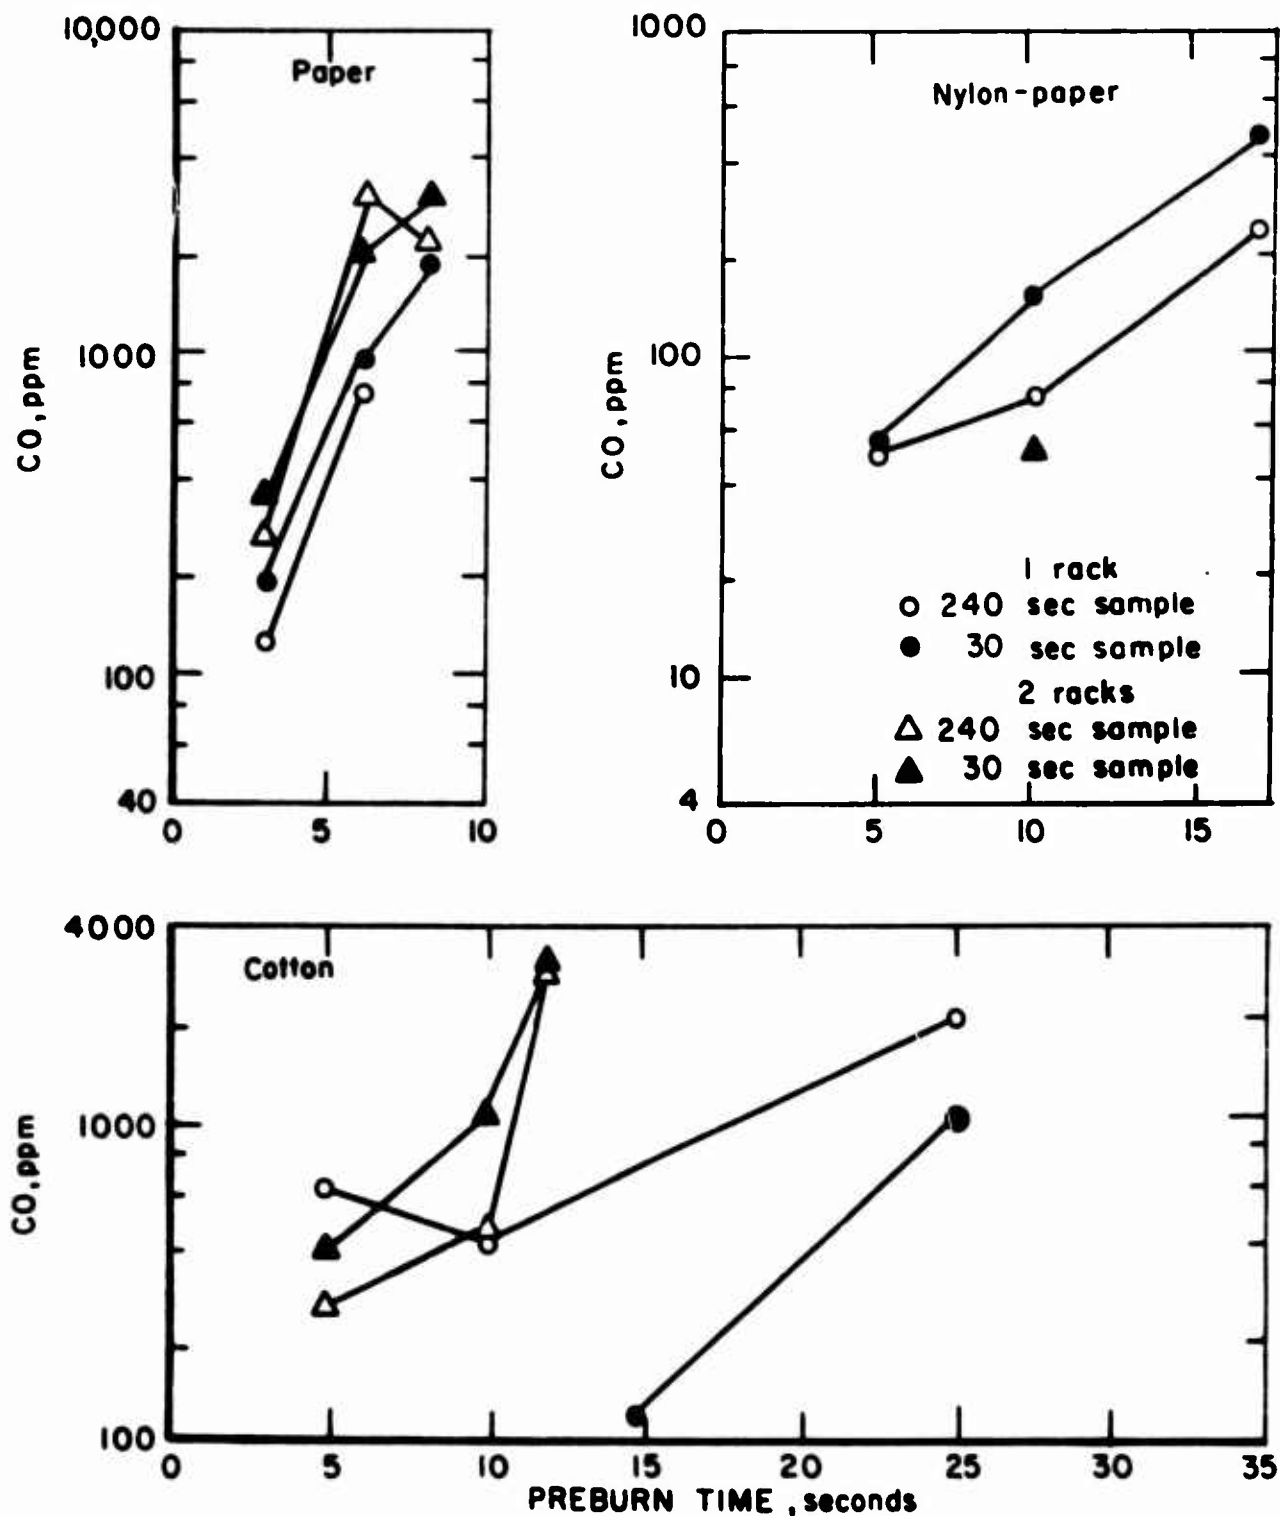 10,000
Paper
1000
100
40
0 5 10
CO, ppm
1000
Nylon-paper
100
10
4
0 5 10 15
CO, ppm
1 rack
240 sec sample
30 sec sample
2 racks
240 sec sample
30 sec sample
4000
Cotton
1000
100
CO, ppm
0 5 10 15 20 25 30 35
PREBURN TIME, seconds